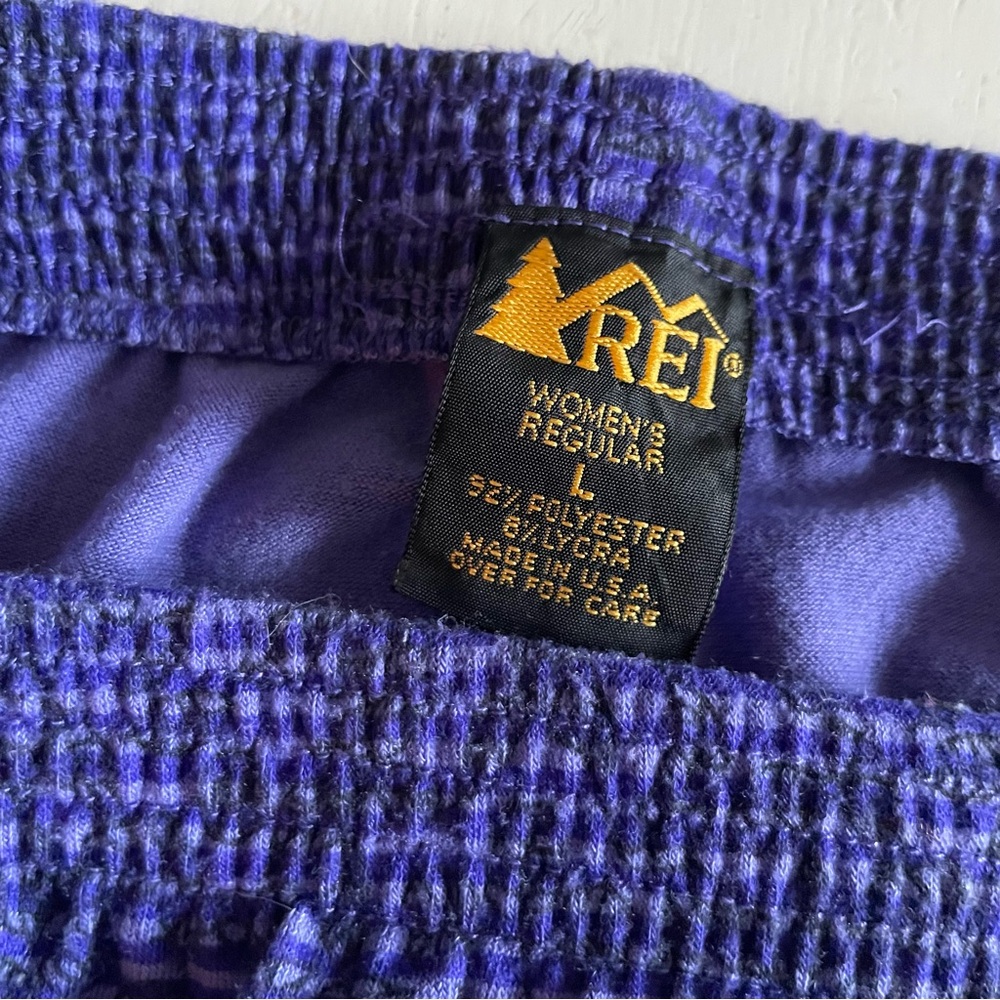 REI®
WOMEN'S
REGULAR
L
92% POLYESTER
8% LYCRA
MADE IN U.S.A.
OVER FOR CARE